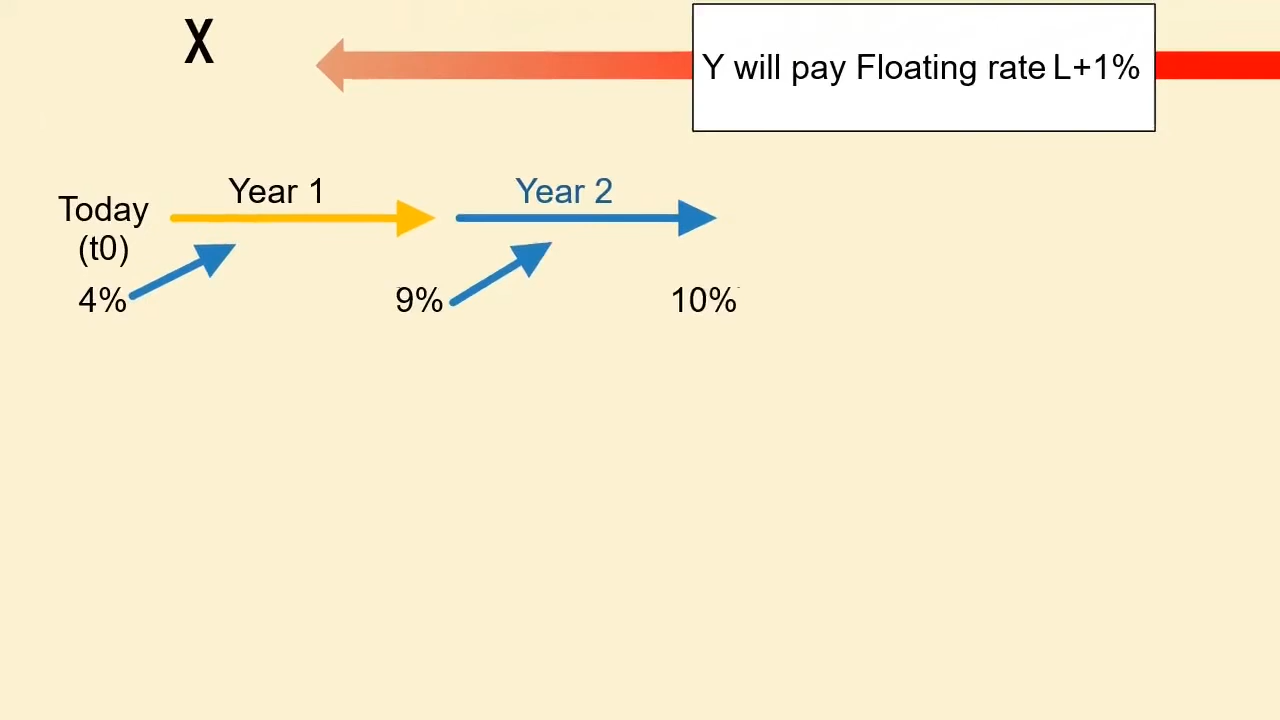 X
Y will pay Floating rate L+1%
Year 1
Year 2
Today
(t0)
4%
9%
10%